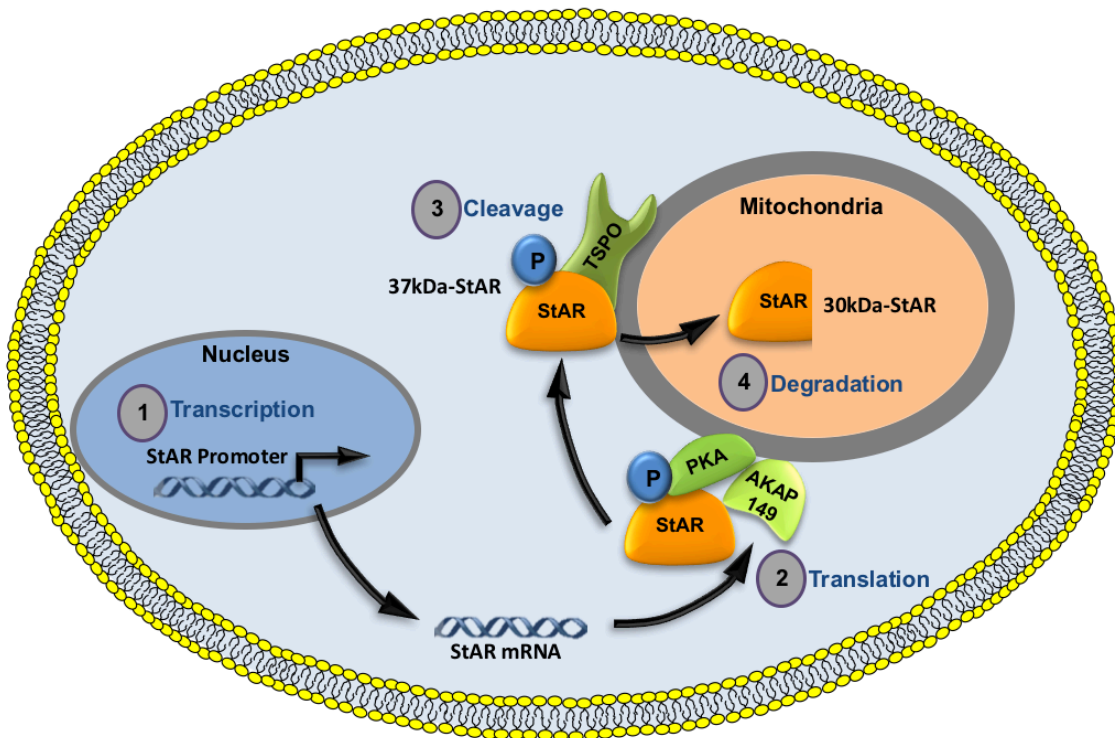 3 Cleavage
Mitochondria
TSPO
P
37kDa-StAR
StAR
StAR
30kDa-StAR
Nucleus
4 Degradation
1 Transcription
StAR Promoter
P
PKA
AKAP
149
StAR
2 Translation
StAR mRNA